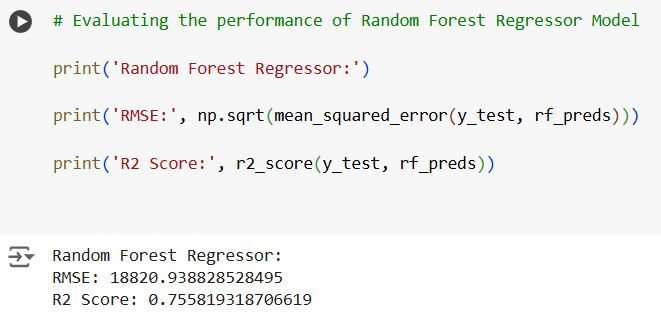 # Evaluating the performance of Random Forest Regressor Model
print('Random Forest Regressor:')
print('RMSE:', np.sqrt(mean_squared_error(y_test, rf_preds)))
print('R2 Score:', r2_score(y_test, rf_preds))
Random Forest Regressor:
RMSE: 18820.938828528495
R2 Score: 0.755819318706619